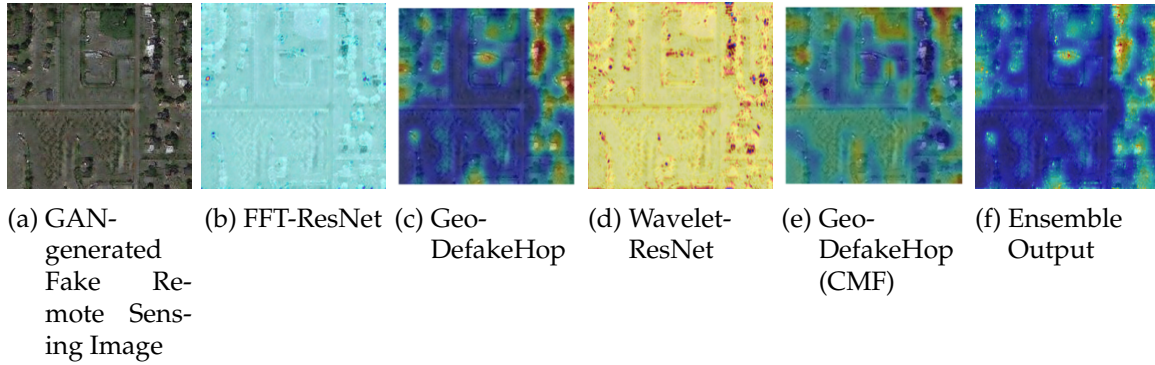 (a) GAN-
generated
Fake Re-
mote Sens-
ing Image
(b) FFT-ResNet
(c) Geo-
DefakeHop
(d) Wavelet-
ResNet
(e) Geo-
DefakeHop
(CMF)
(f) Ensemble
Output